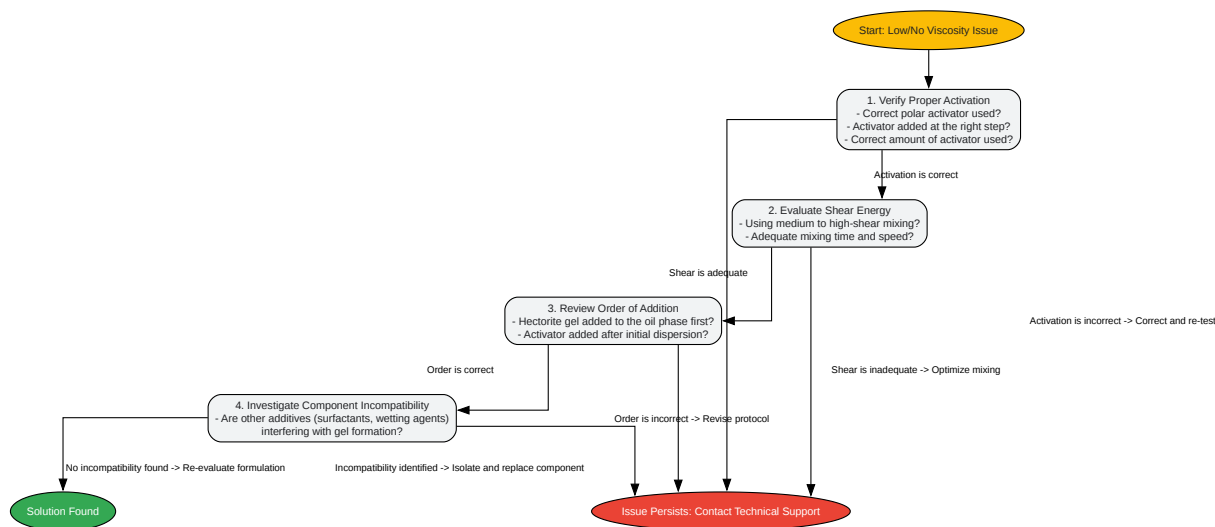 Start: Low/No Viscosity Issue
1. Verify Proper Activation
- Correct polar activator used?
- Activator added at the right step?
- Correct amount of activator used?
Activation is correct
2. Evaluate Shear Energy
- Using medium to high-shear mixing?
- Adequate mixing time and speed?
Shear is adequate
3. Review Order of Addition
- Hectorite gel added to the oil phase first?
- Activator added after initial dispersion?
Activation is incorrect -> Correct and re-test
Order is correct
Shear is inadequate -> Optimize mixing
4. Investigate Component Incompatibility
- Are other additives (surfactants, wetting agents)
interfering with gel formation?
Order is incorrect -> Revise protocol
No incompatibility found -> Re-evaluate formulation
Incompatibility identified -> Isolate and replace component
Solution Found
Issue Persists: Contact Technical Support